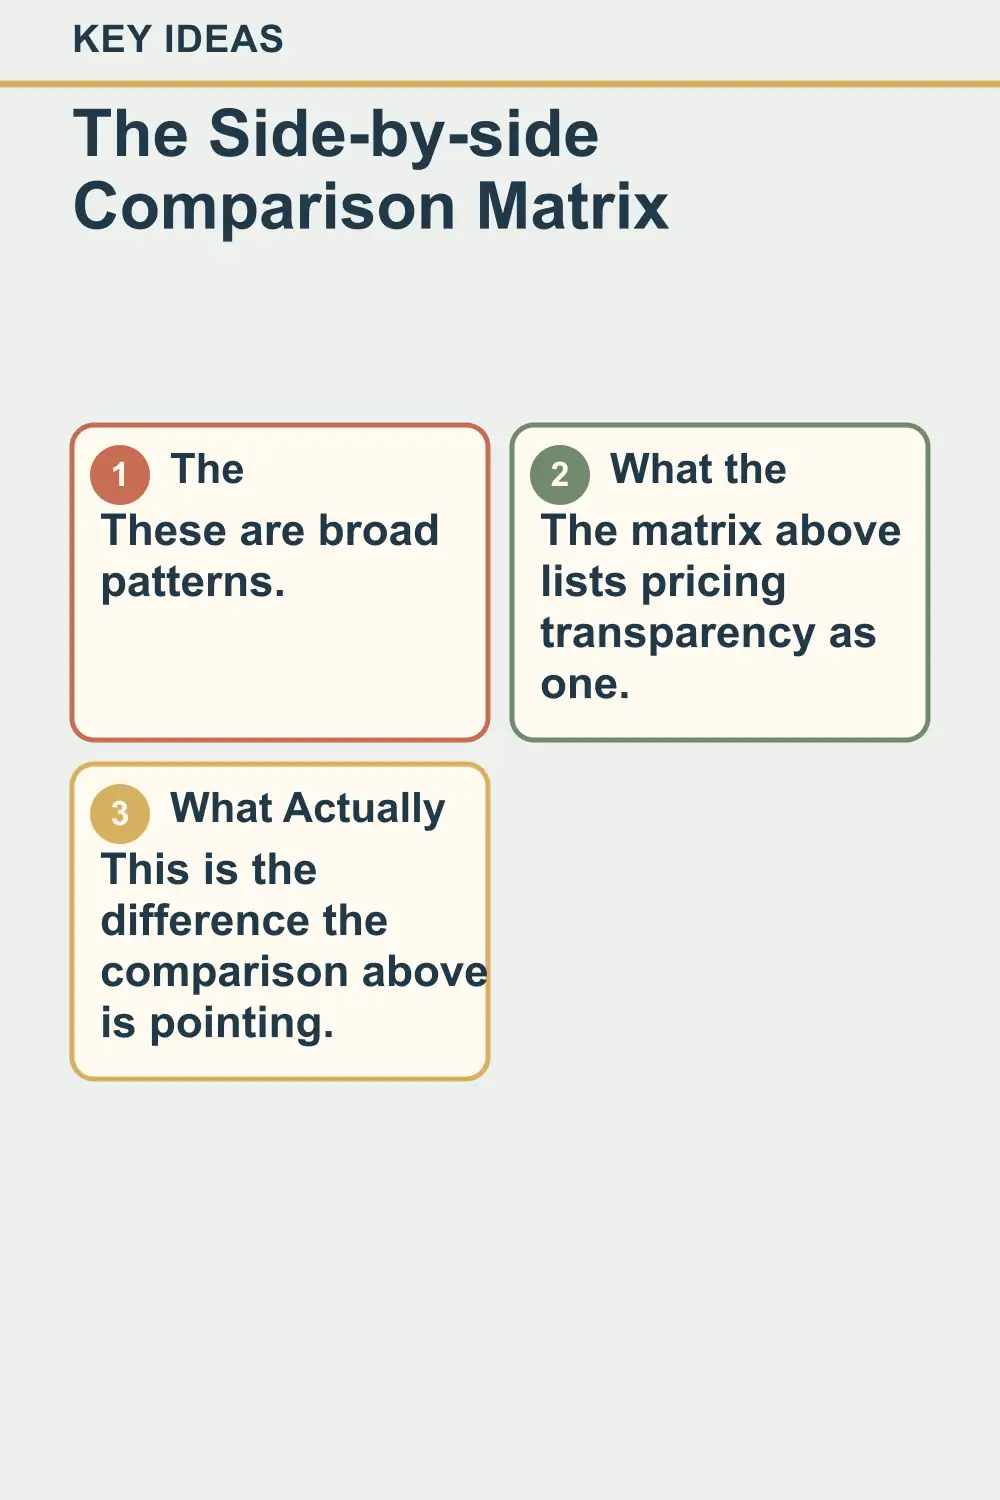 KEY IDEAS
The Side-by-side
Comparison Matrix
1 The
These are broad
patterns.
2 What the
The matrix above
lists pricing
transparency as
one.
3 What Actually
This is the
difference the
comparison above
is pointing.